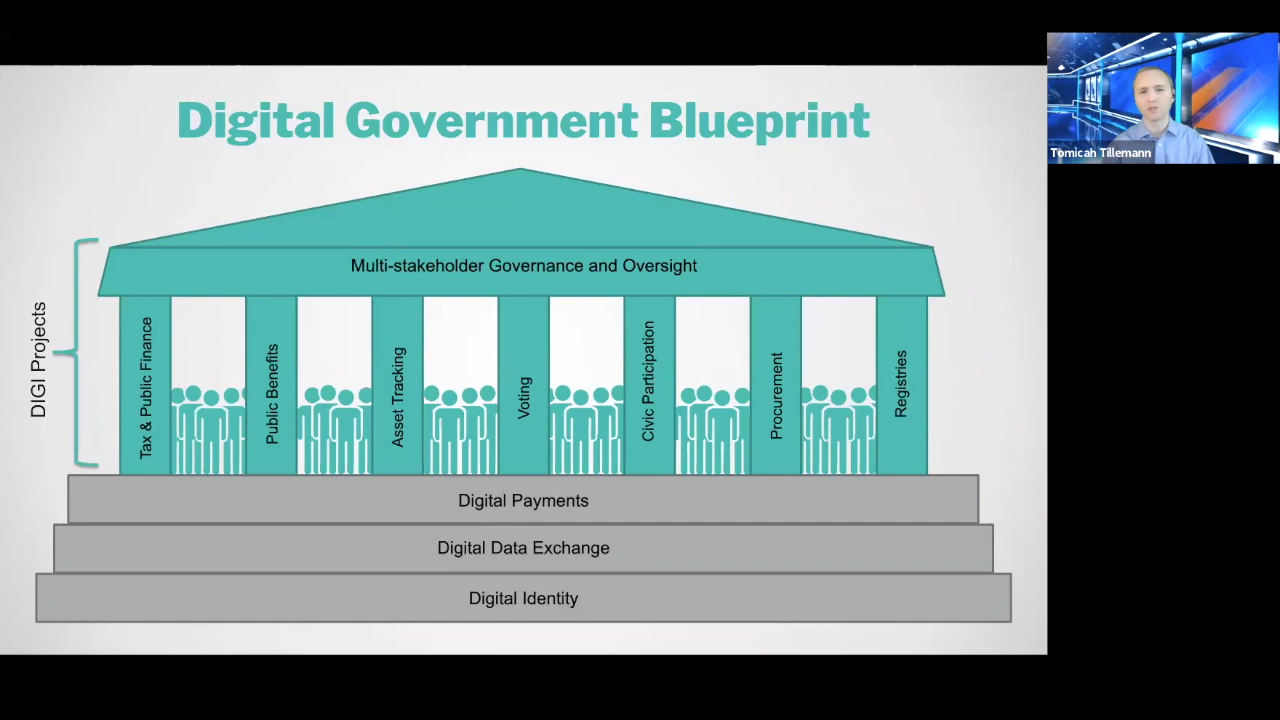 Digital Government Blueprint
Tomicah Tillemann
Multi-stakeholder Governance and Oversight
DIGI Projects
Tax & Public Finance
Public Benefits
Asset Tracking
Voting
Civic Participation
Procurement
Registries
Digital Payments
Digital Data Exchange
Digital Identity